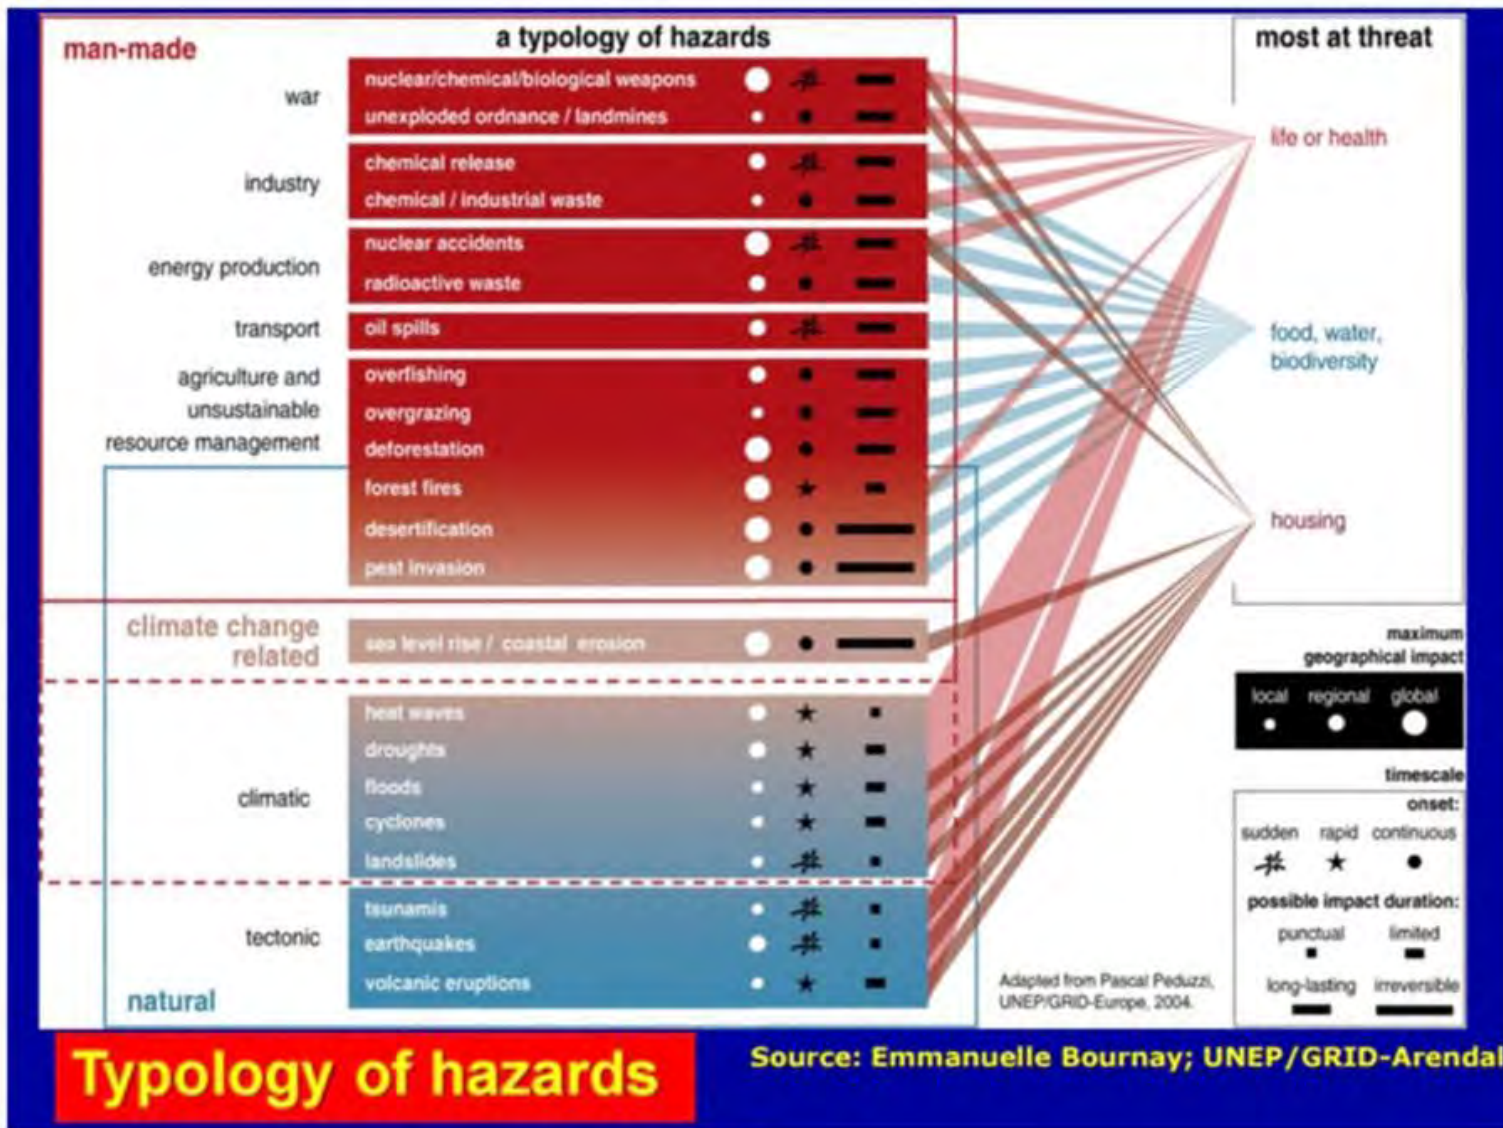 man-made
a typology of hazards
most at threat
war
nuclear/chemical/biological weapons
unexploded ordnance / landmines
life or health
industry
chemical release
chemical / industrial waste
energy production
nuclear accidents
radioactive waste
transport
oil spills
food, water,
biodiversity
agriculture and
unsustainable
resource management
overfishing
overgrazing
deforestation
forest fires
desertification
pest invasion
housing
climate change
related
sea level rise / coastal erosion
maximum
geographical impact
local regional global
climatic
heat waves
droughts
floods
cyclones
landslides
timescale
onset:
sudden rapid continuous
possible impact duration:
punctual limited
long-lasting irreversible
tectonic
tsunamis
earthquakes
volcanic eruptions
natural
Adapted from Pascal Peduzzi,
UNEP/GRID-Europe, 2004.
Typology of hazards
Source: Emmanuelle Bournay; UNEP/GRID-Arendal